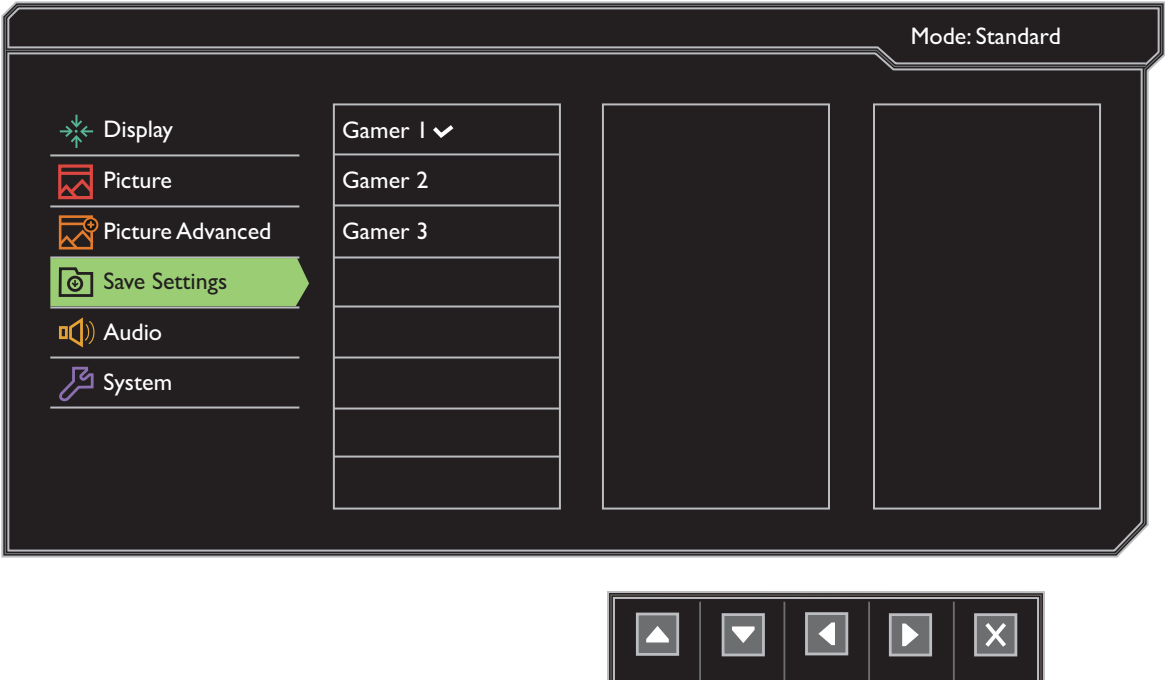 Mode: Standard
Display
Picture
Picture Advanced
Save Settings
Audio
System
Gamer 1
Gamer 2
Gamer 3